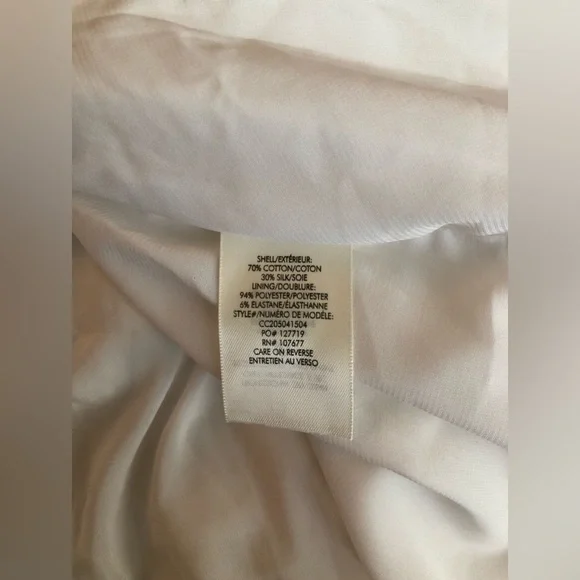 SHELL/EXTÉRIEUR:
70% COTTON/COTON
30% SILK/SOIE
LINING/DOUBLURE:
94% POLYESTER/POLYESTER
6% ELASTANE/ÉLASTHANNE
STYLE#/NUMÉRO DE MODÈLE:
CC205041504
PO# 127719
RN# 107677
CARE ON REVERSE
ENTRETIEN AU VERSO